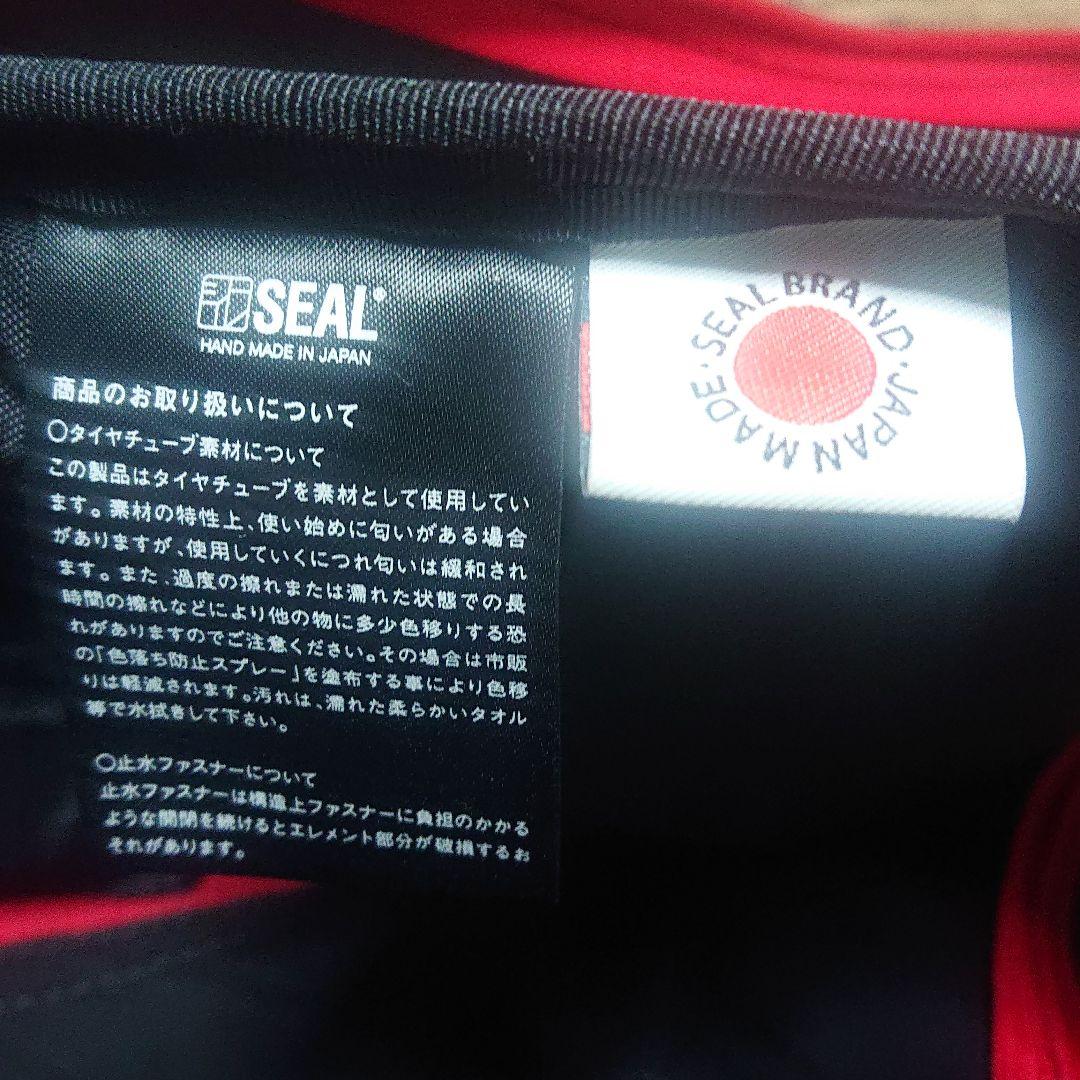 SEAL
HAND MADE IN JAPAN
商品のお取り扱いについて
〇タイヤチューブ素材について
この製品はタイヤチューブを素材として使用してい
ます。素材の特性上、使い始めに匂いがある場合
がありますが、使用していくにつれ匂いは緩和され
ます。また、過度の擦れまたは濡れた状態での長
時間の擦れなどにより他の物に多少色移りする恐
れがありますのでご注意ください。その場合は市販
の「色落ち防止スプレー」を塗布する事により色移
りは軽減されます。汚れは、濡れた柔らかいタオル
等で水拭きして下さい。
〇止水ファスナーについて
止水ファスナーは構造上ファスナーに負担のかかる
ような開閉を続けるとエレメント部分が破損するお
それがあります。
SEAL BRAND・JAPAN MADE・